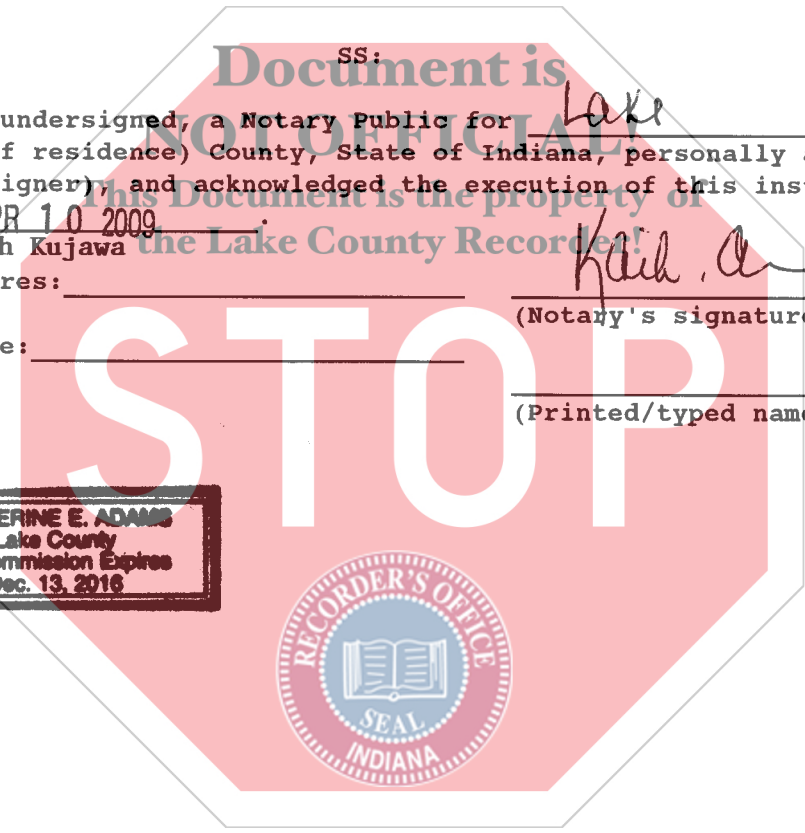 SS:
Document is
undersigned, a Notary Public for Lake
NOT OFFICIAL!
f residence) County, State of Indiana, personally
igner), and acknowledged the execution of this ins
This Document is the property of
PR 10 2009.
h Kujawa
the Lake County Recorder!
res:
(Notary's signature
e:
(Printed/typed name
STOP
ERINE E. ADAMS
Lake County
ommission Expires
Dec. 13, 2016
RECORDER'S OFFICE
SEAL
INDIANA